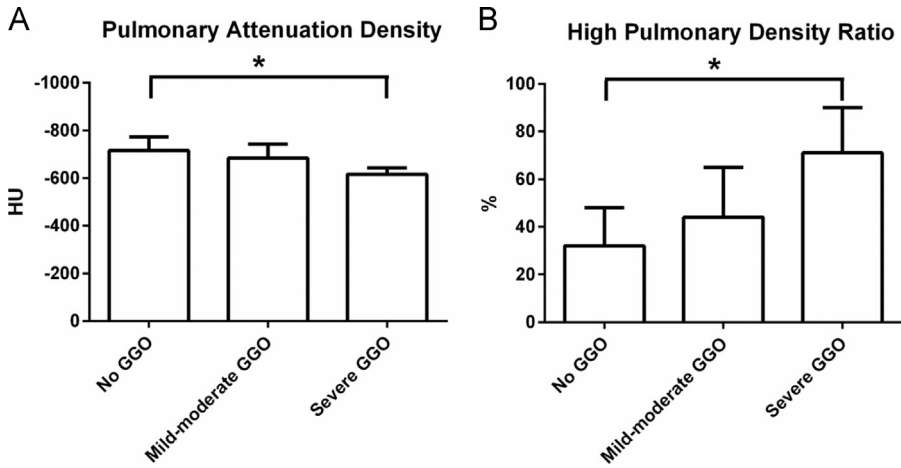 A
Pulmonary Attenuation Density
*
-1000
-800
-600
-400
-200
0
HU
No GGO
Mild-moderate GGO
Severe GGO
B
High Pulmonary Density Ratio
*
100
80
60
40
20
0
%
No GGO
Mild-moderate GGO
Severe GGO